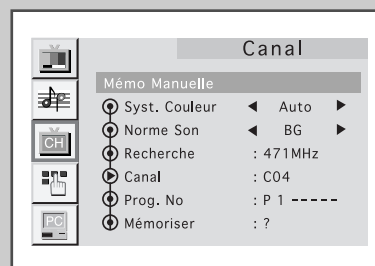 Canal
Mémo Manuelle
Syst. Couleur ◀ Auto ▶
Norme Son ◀ BG ▶
CH
Recherche : 471MHz
Canal : C04
Prog. No : P 1 -----
Mémoriser : ?
PC